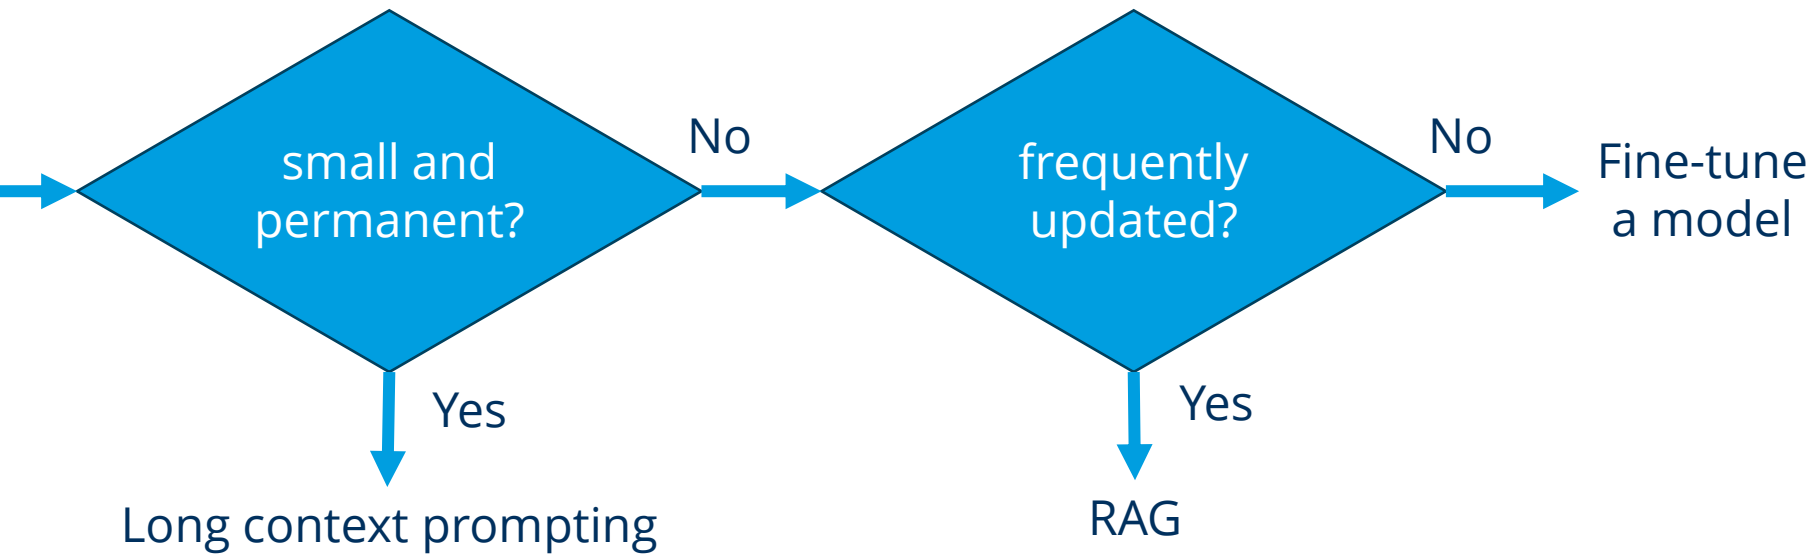 small and
permanent?
No
frequently
updated?
No
Fine-tune
a model
Yes
Long context prompting
Yes
RAG